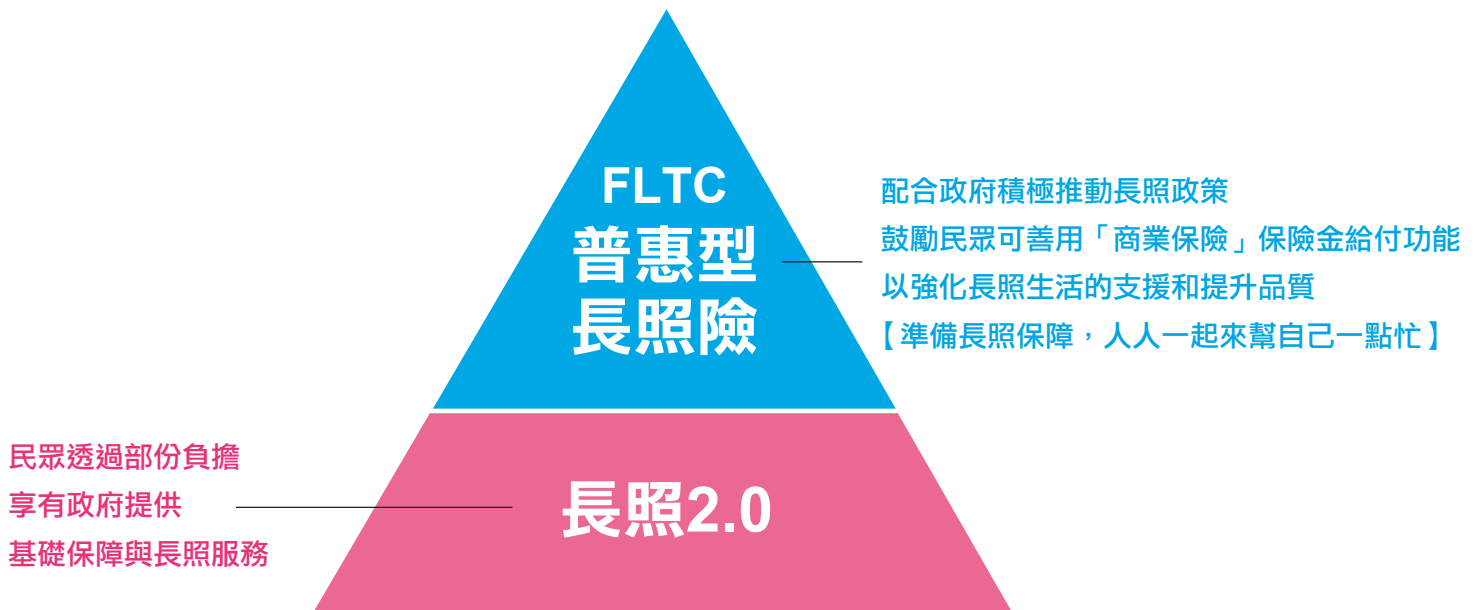 FLTC
普惠型
長照險
配合政府積極推動長照政策
鼓勵民眾可善用「商業保險」保險金給付功能
以強化長照生活的支援和提升品質
【準備長照保障，人人一起來幫自己一點忙】
民眾透過部份負擔
享有政府提供
基礎保障與長照服務
長照2.0